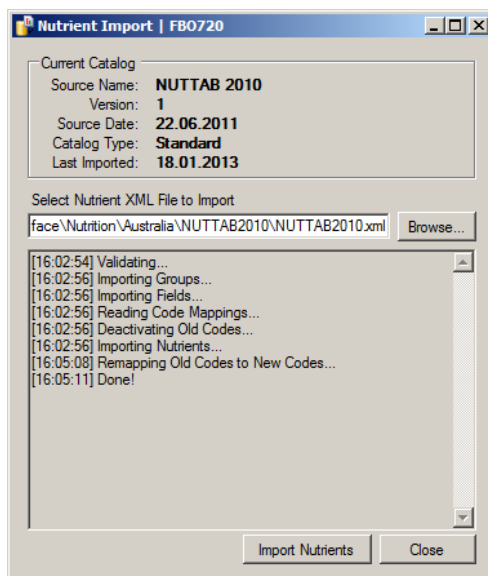 Nutrient Import | FBO720
Current Catalog
Source Name: NUTTAB 2010
Version: 1
Source Date: 22.06.2011
Catalog Type: Standard
Last Imported: 18.01.2013
Select Nutrient XML File to Import
face\Nutrition\Australia\NUTTAB2010\NUTTAB2010.xml Browse...
[16:02:54] Validating...
[16:02:56] Importing Groups...
[16:02:56] Importing Fields...
[16:02:56] Reading Code Mappings...
[16:02:56] Deactivating Old Codes...
[16:02:56] Importing Nutrients...
[16:05:08] Remapping Old Codes to New Codes...
[16:05:11] Done!
Import Nutrients Close